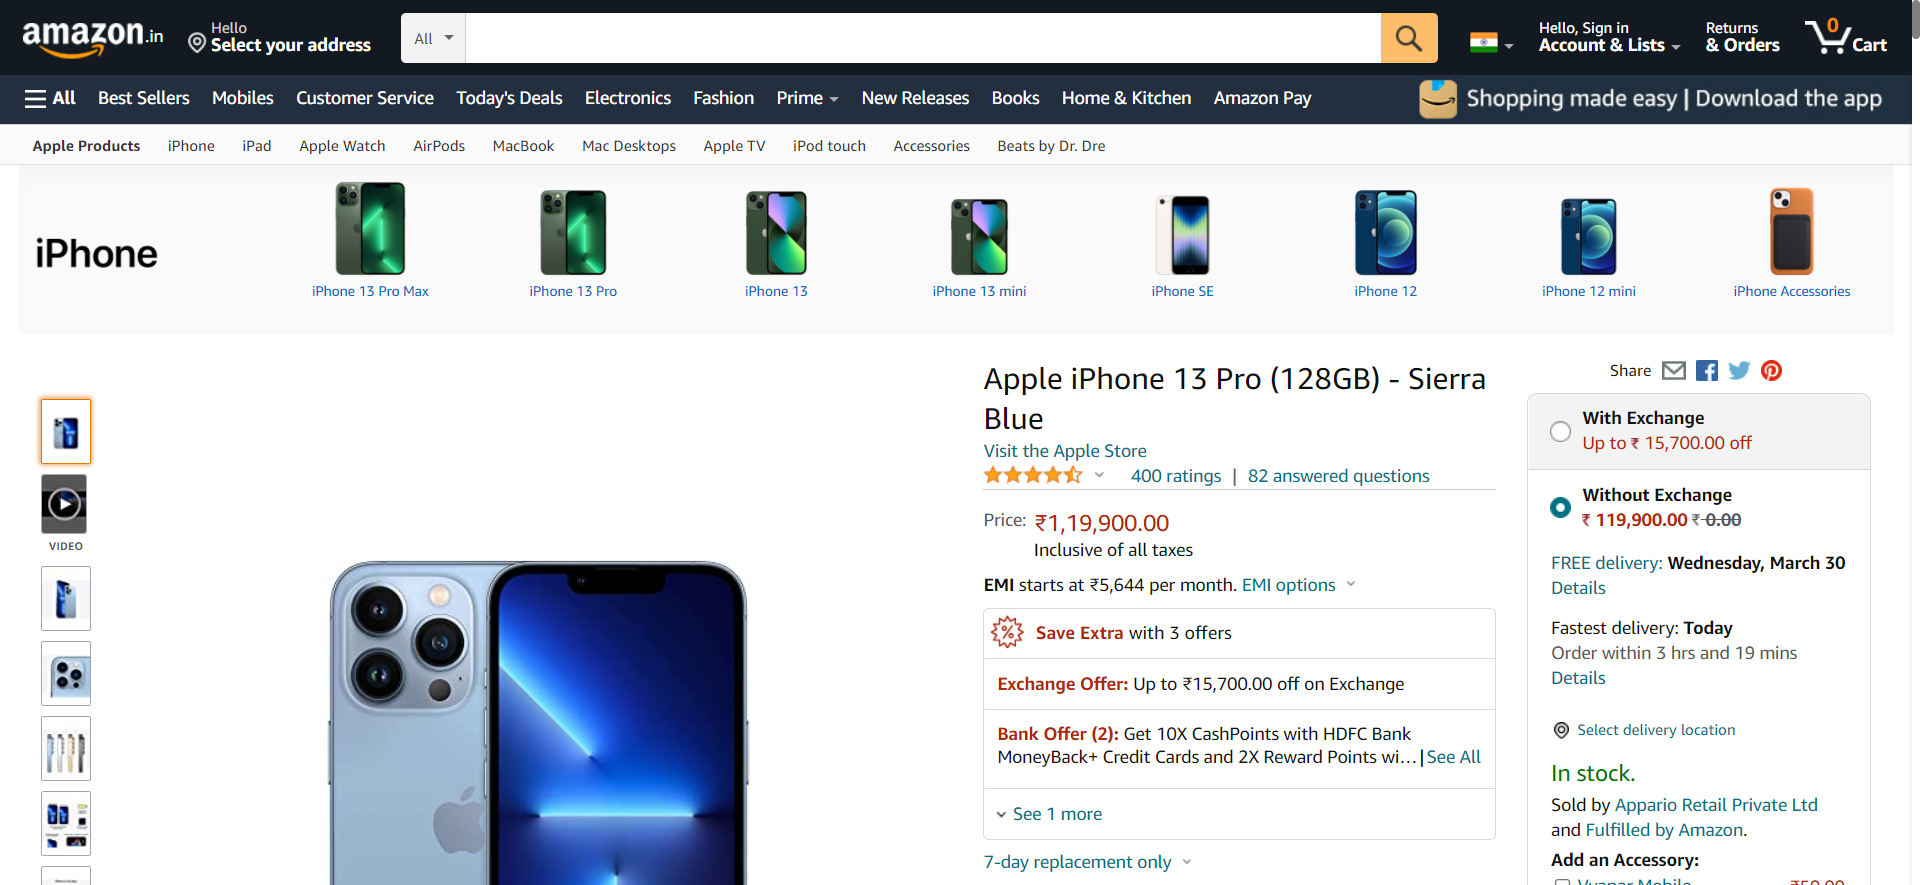 amazon.in
Hello
Select your address
All
Hello, Sign in
Account & Lists
Returns
& Orders
0
Cart
All
Best Sellers
Mobiles
Customer Service
Today's Deals
Electronics
Fashion
Prime
New Releases
Books
Home & Kitchen
Amazon Pay
Shopping made easy | Download the app
Apple Products
iPhone
iPad
Apple Watch
AirPods
MacBook
Mac Desktops
Apple TV
iPod touch
Accessories
Beats by Dr. Dre
iPhone
iPhone 13 Pro Max
iPhone 13 Pro
iPhone 13
iPhone 13 mini
iPhone SE
iPhone 12
iPhone 12 mini
iPhone Accessories
VIDEO
Apple iPhone 13 Pro (128GB) - Sierra
Blue
Visit the Apple Store
400 ratings | 82 answered questions
Price: ₹1,19,900.00
Inclusive of all taxes
EMI starts at ₹5,644 per month. EMI options
Save Extra with 3 offers
Exchange Offer: Up to ₹15,700.00 off on Exchange
Bank Offer (2): Get 10X CashPoints with HDFC Bank
MoneyBack+ Credit Cards and 2X Reward Points wi… | See All
See 1 more
7-day replacement only
Share
With Exchange
Up to ₹ 15,700.00 off
Without Exchange
₹ 119,900.00 ₹ 0.00
FREE delivery: Wednesday, March 30
Details
Fastest delivery: Today
Order within 3 hrs and 19 mins
Details
Select delivery location
In stock.
Sold by Appario Retail Private Ltd
and Fulfilled by Amazon.
Add an Accessory: